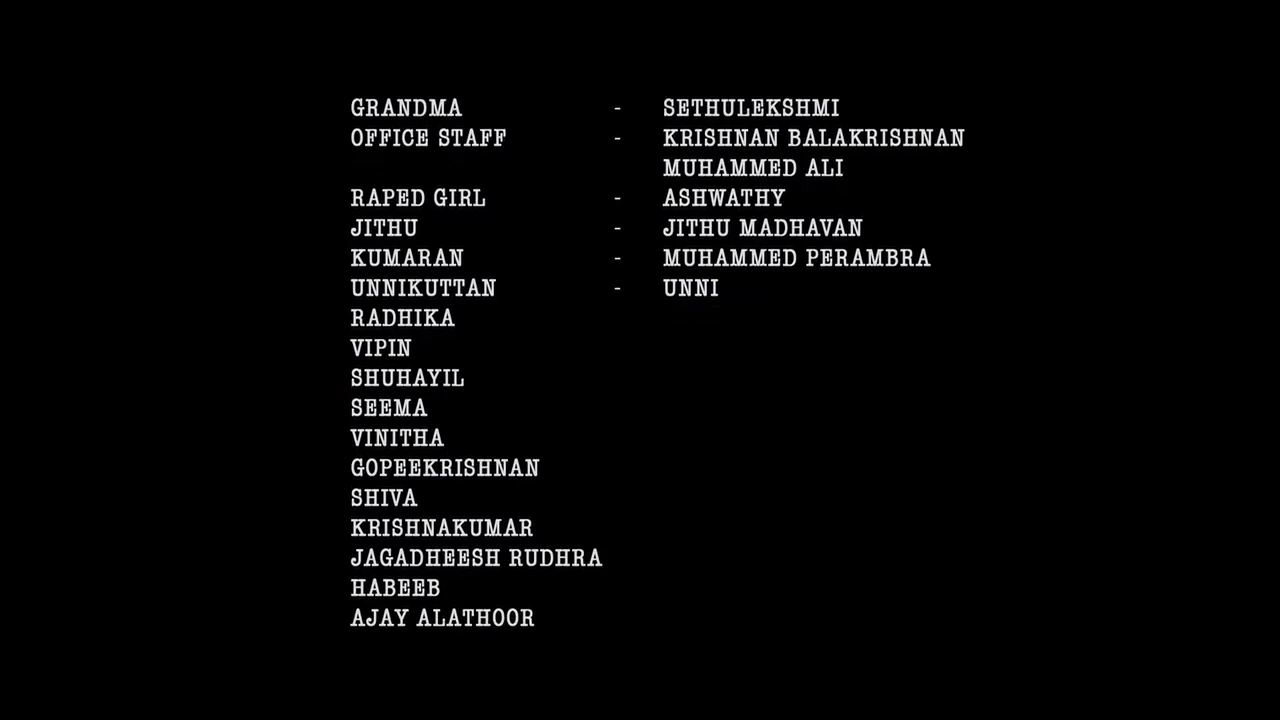 GRANDMA - SETHULEKSHMI
OFFICE STAFF - KRISHNAN BALAKRISHNAN
MUHAMMED ALI
RAPED GIRL - ASHWATHY
JITHU - JITHU MADHAVAN
KUMARAN - MUHAMMED PERAMBRA
UNNIKUTTAN - UNNI
RADHIKA
VIPIN
SHUHAYIL
SEEMA
VINITHA
GOPEEKRISHNAN
SHIVA
KRISHNAKUMAR
JAGADHEESH RUDHRA
HABEEB
AJAY ALATHOOR